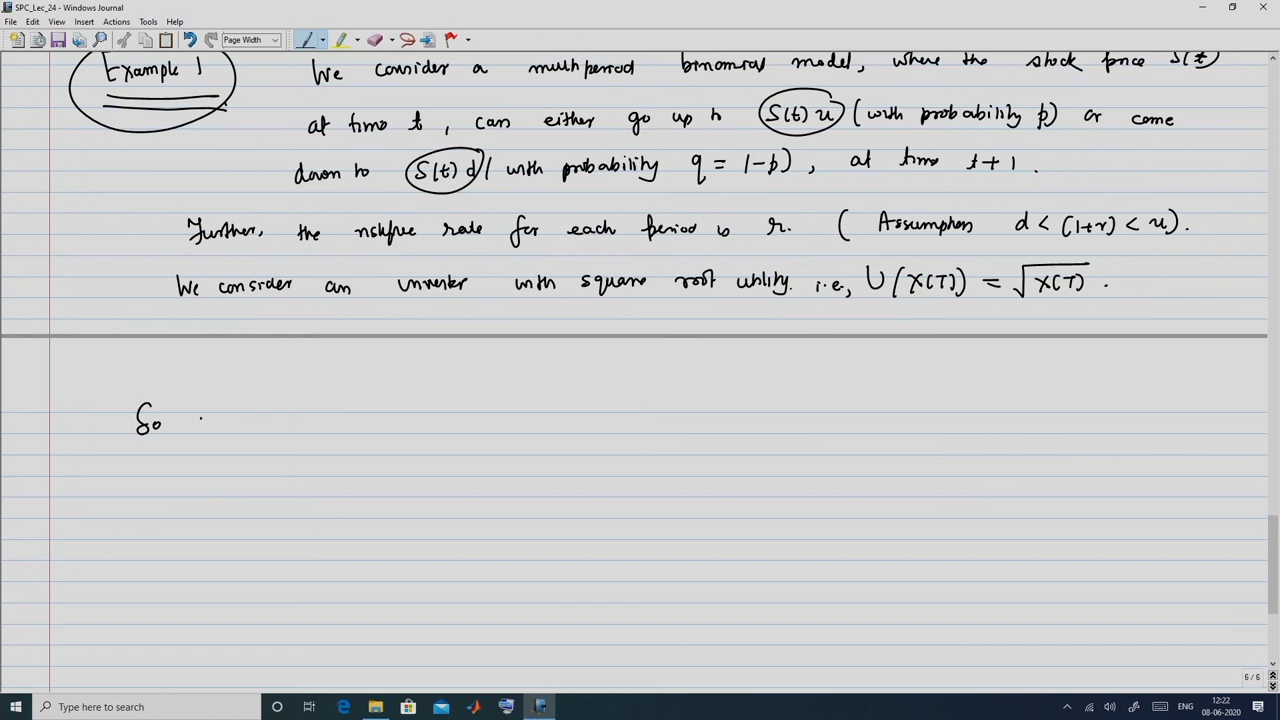 SPC_Lec_24 - Windows Journal
File Edit View Insert Actions Tools Help
Page Width
Example 1 We consider a multiperiod binomial model, where the stock price S(t)
at time t, can either go up to S(t) u (with probability p) or come
down to S(t) d (with probability q = 1-p), at time t+1.
Further, the riskfree rate for each period is r. (Assumption d < (1+r) < u).
We consider an investor with square root utility. i.e., U(X(T)) = √X(T).
So
6/6
Type here to search
ENG
12:22
08-06-2020